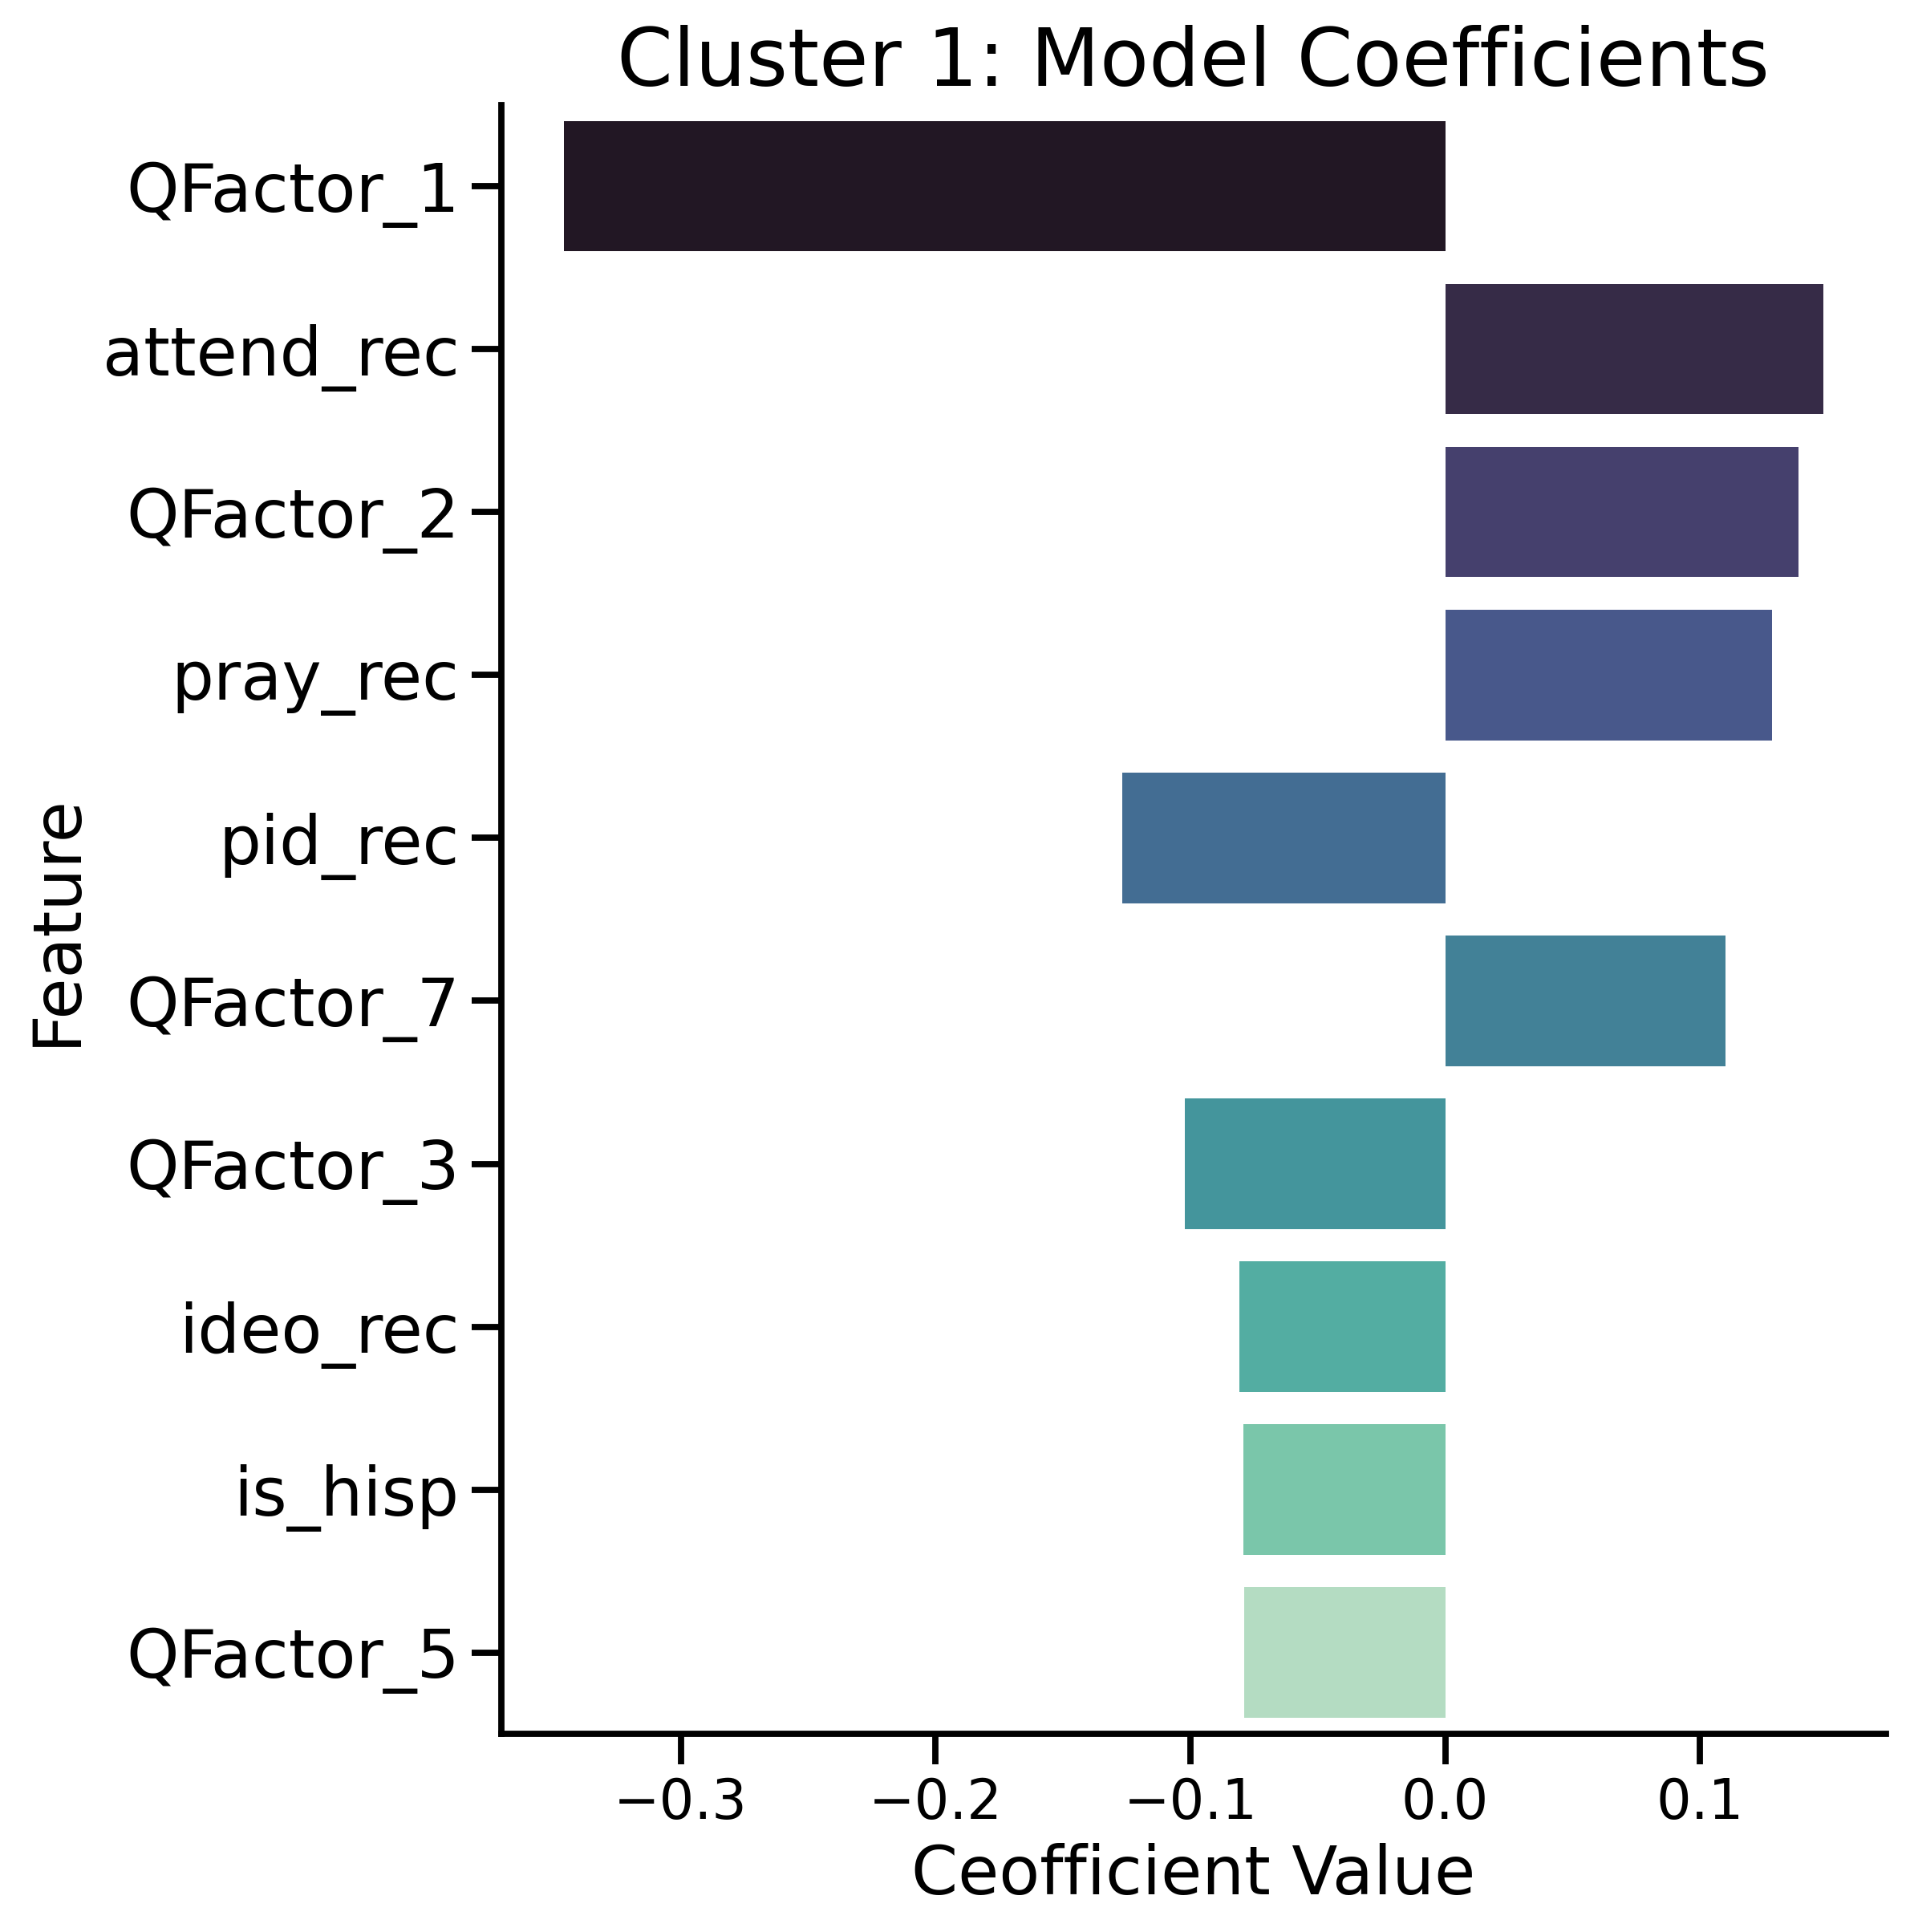 Cluster 1: Model Coefficients
QFactor_1
attend_rec
QFactor_2
pray_rec
pid_rec
QFactor_7
QFactor_3
ideo_rec
is_hisp
QFactor_5
Feature
−0.3 −0.2 −0.1 0.0 0.1
Ceofficient Value